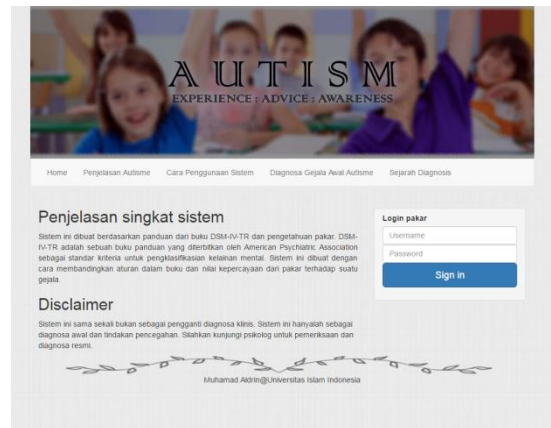 AUTISM
EXPERIENCE : ADVICE : AWARENESS
Home Penjelasan Autisme Cara Penggunaan Sistem Diagnosa Gejala Awal Autisme Sejarah Diagnosis
Penjelasan singkat sistem
Sistem ini dibuat berdasarkan panduan dari buku DSM-IV-TR dan pengetahuan pakar. DSM-
IV-TR adalah sebuah buku panduan yang diterbitkan oleh American Psychiatric Association
sebagai standar kriteria untuk pengklasifikasian kelainan mental. Sistem ini dibuat dengan
cara membandingkan aturan dalam buku dan nilai kepercayaan dari pakar terhadap suatu
gejala.
Login pakar
Username
Password
Sign in
Disclaimer
Sistem ini sama sekali bukan sebagai pengganti diagnosa klinis. Sistem ini hanyalah sebagai
diagnosa awal dan tindakan pencegahan. Silahkan kunjungi psikolog untuk pemeriksaan dan
diagnosa resmi.
Muhamad Aldrin@Universitas Islam Indonesia